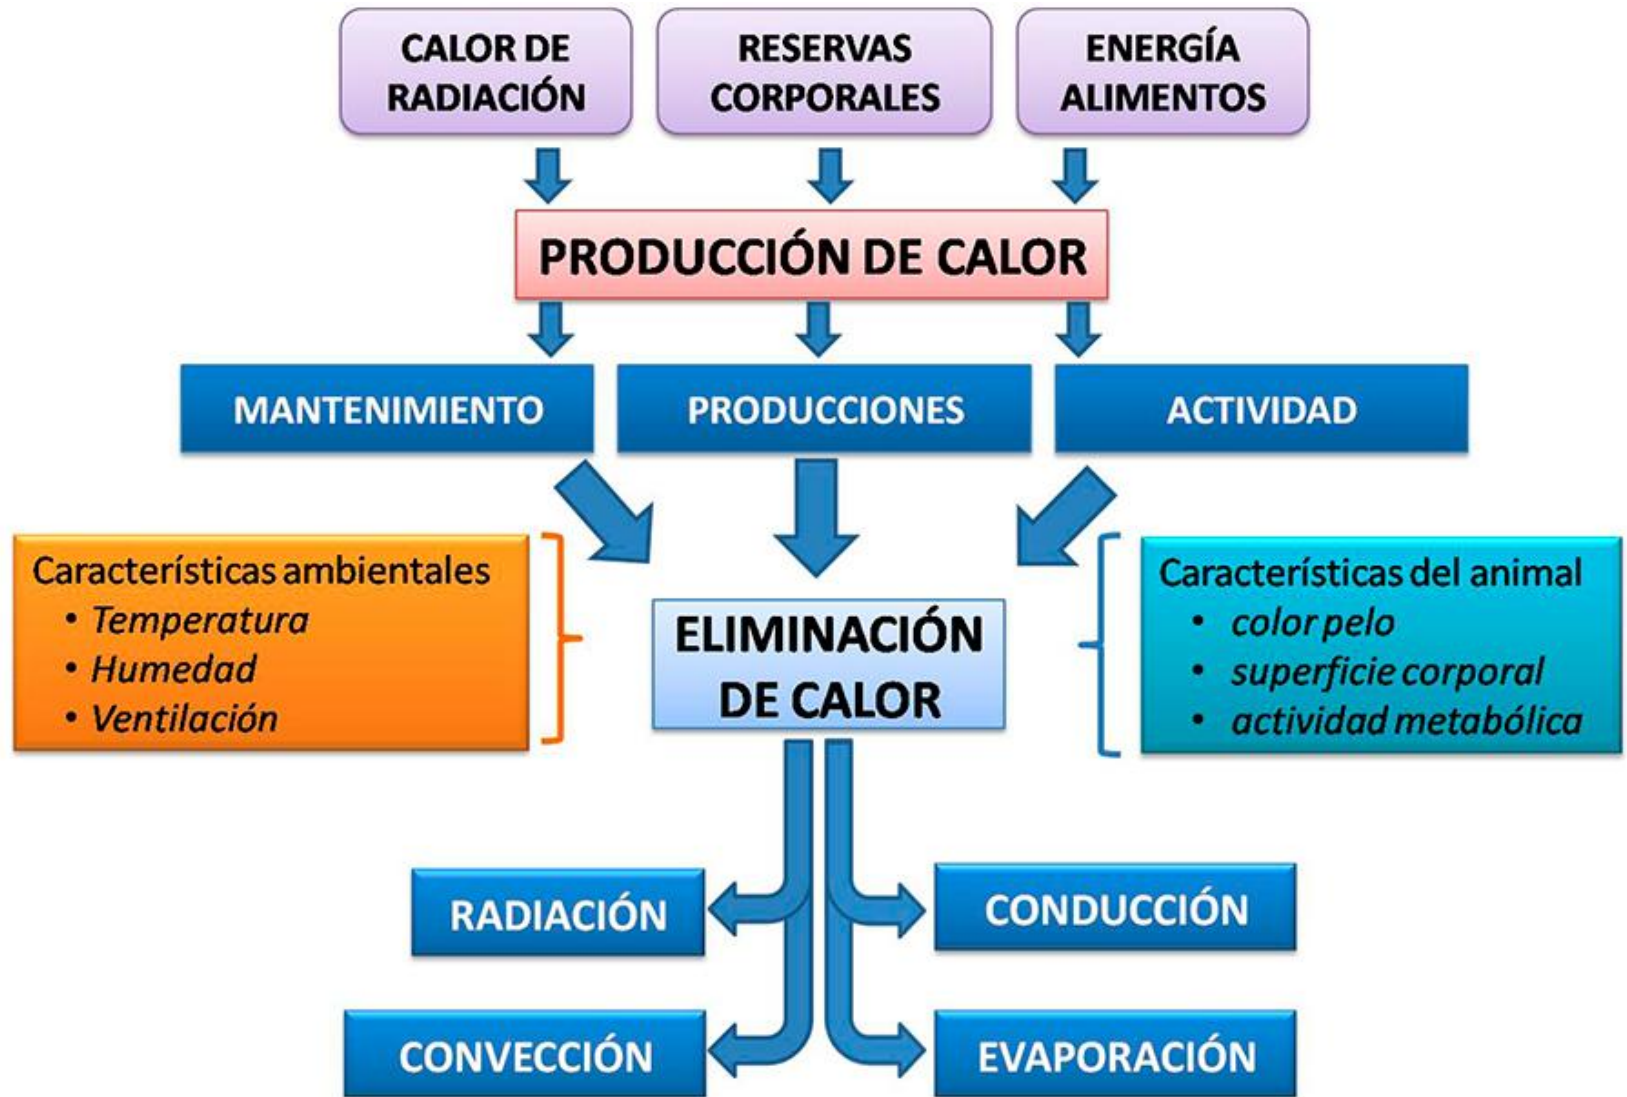 CALOR DE
RADIACIÓN
RESERVAS
CORPORALES
ENERGÍA
ALIMENTOS
PRODUCCIÓN DE CALOR
MANTENIMIENTO
PRODUCCIONES
ACTIVIDAD
Características ambientales
• Temperatura
• Humedad
• Ventilación
ELIMINACIÓN
DE CALOR
Características del animal
• color pelo
• superficie corporal
• actividad metabólica
RADIACIÓN
CONDUCCIÓN
CONVECCIÓN
EVAPORACIÓN